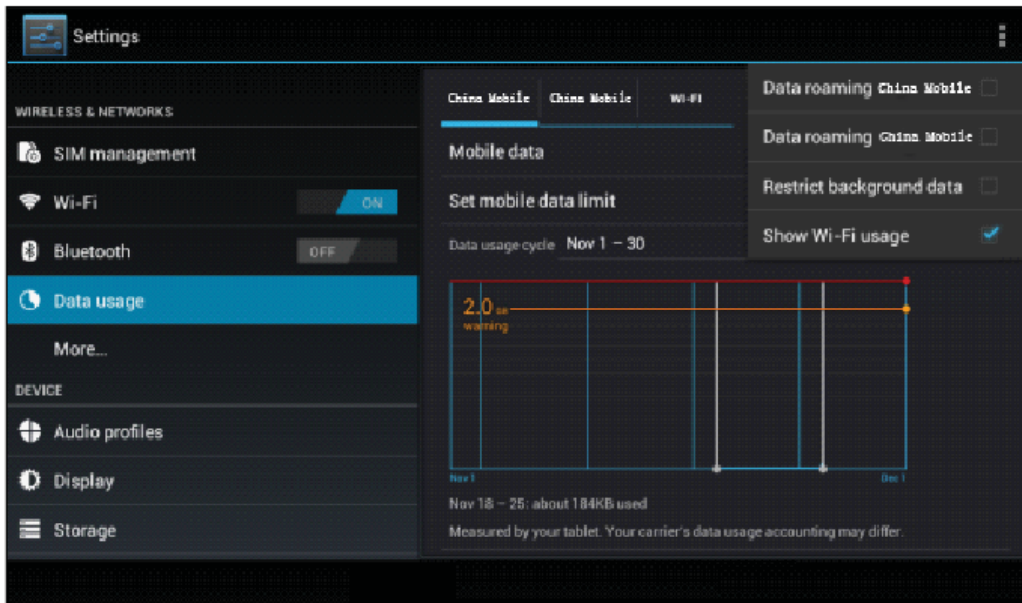 Settings
WIRELESS & NETWORKS
SIM management
Wi-Fi ON
Bluetooth OFF
Data usage
More...
DEVICE
Audio profiles
Display
Storage
China Mobile China Mobile WI-FI
Mobile data
Set mobile data limit
Data usage cycle Nov 1 – 30
Data roaming China Mobile
Data roaming China Mobile
Restrict background data
Show Wi-Fi usage
2.0 GB
warning
Nov 1 Dec 1
Nov 18 – 25: about 184KB used
Measured by your tablet. Your carrier's data usage accounting may differ.